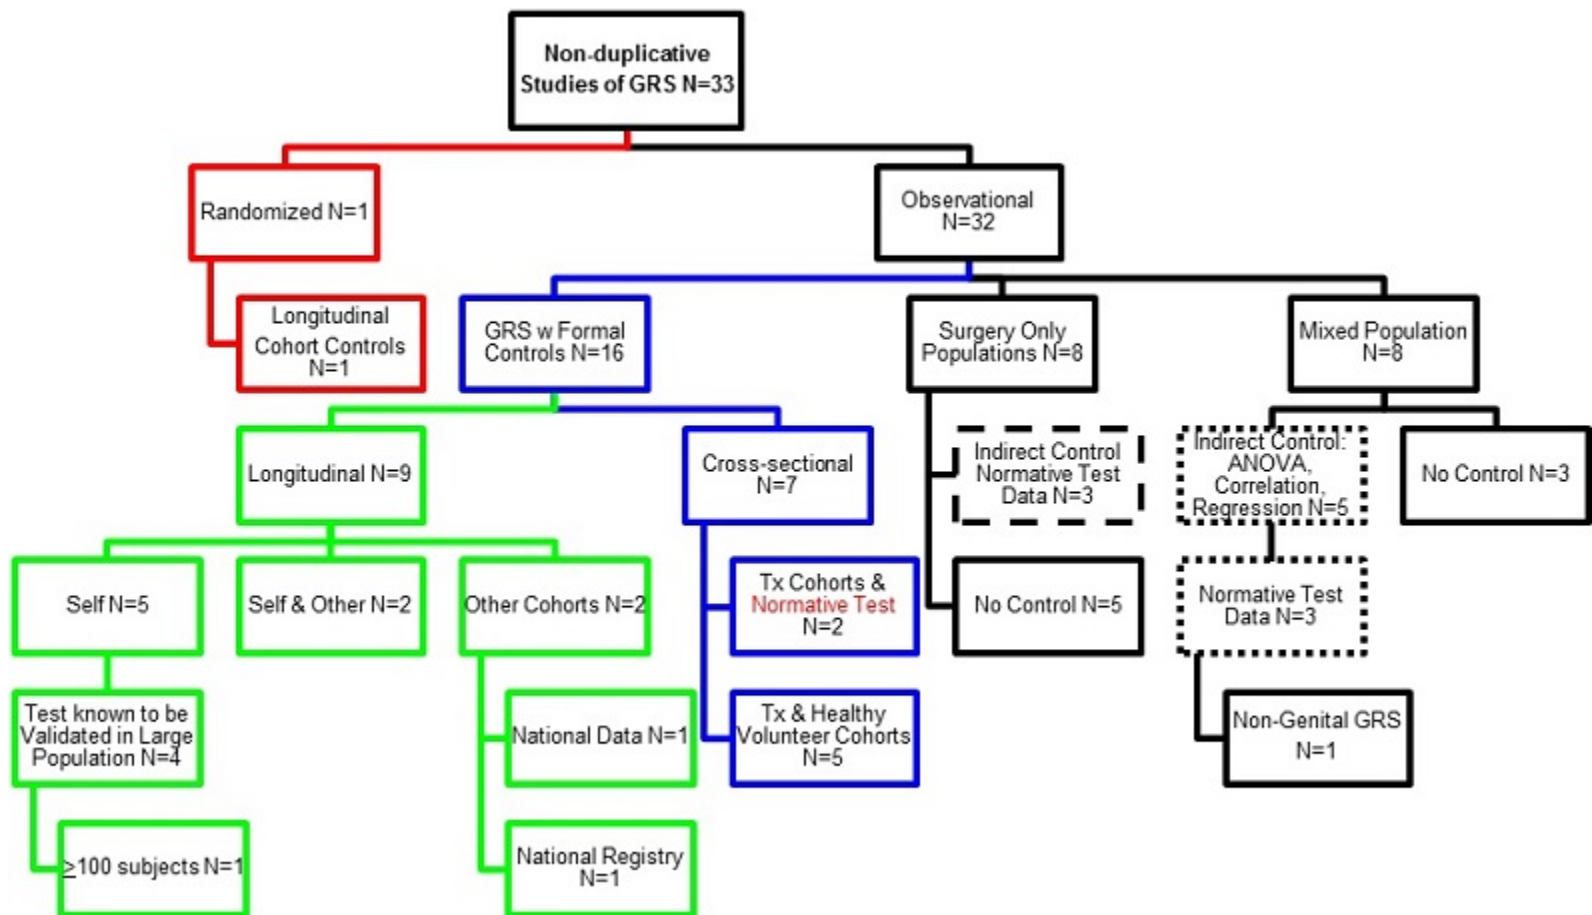 Non-duplicative
Studies of GRS N=33
Randomized N=1
Observational
N=32
Longitudinal
Cohort Controls
N=1
GRS w Formal
Controls N=16
Surgery Only
Populations N=8
Mixed Population
N=8
Longitudinal N=9
Cross-sectional
N=7
Indirect Control
Normative Test
Data N=3
Indirect Control:
ANOVA,
Correlation,
Regression N=5
No Control N=3
Self N=5
Self & Other N=2
Other Cohorts N=2
Tx Cohorts &
Normative Test
N=2
No Control N=5
Normative Test
Data N=3
Test known to be
Validated in Large
Population N=4
National Data N=1
Tx & Healthy
Volunteer Cohorts
N=5
Non-Genital GRS
N=1
≥100 subjects N=1
National Registry
N=1